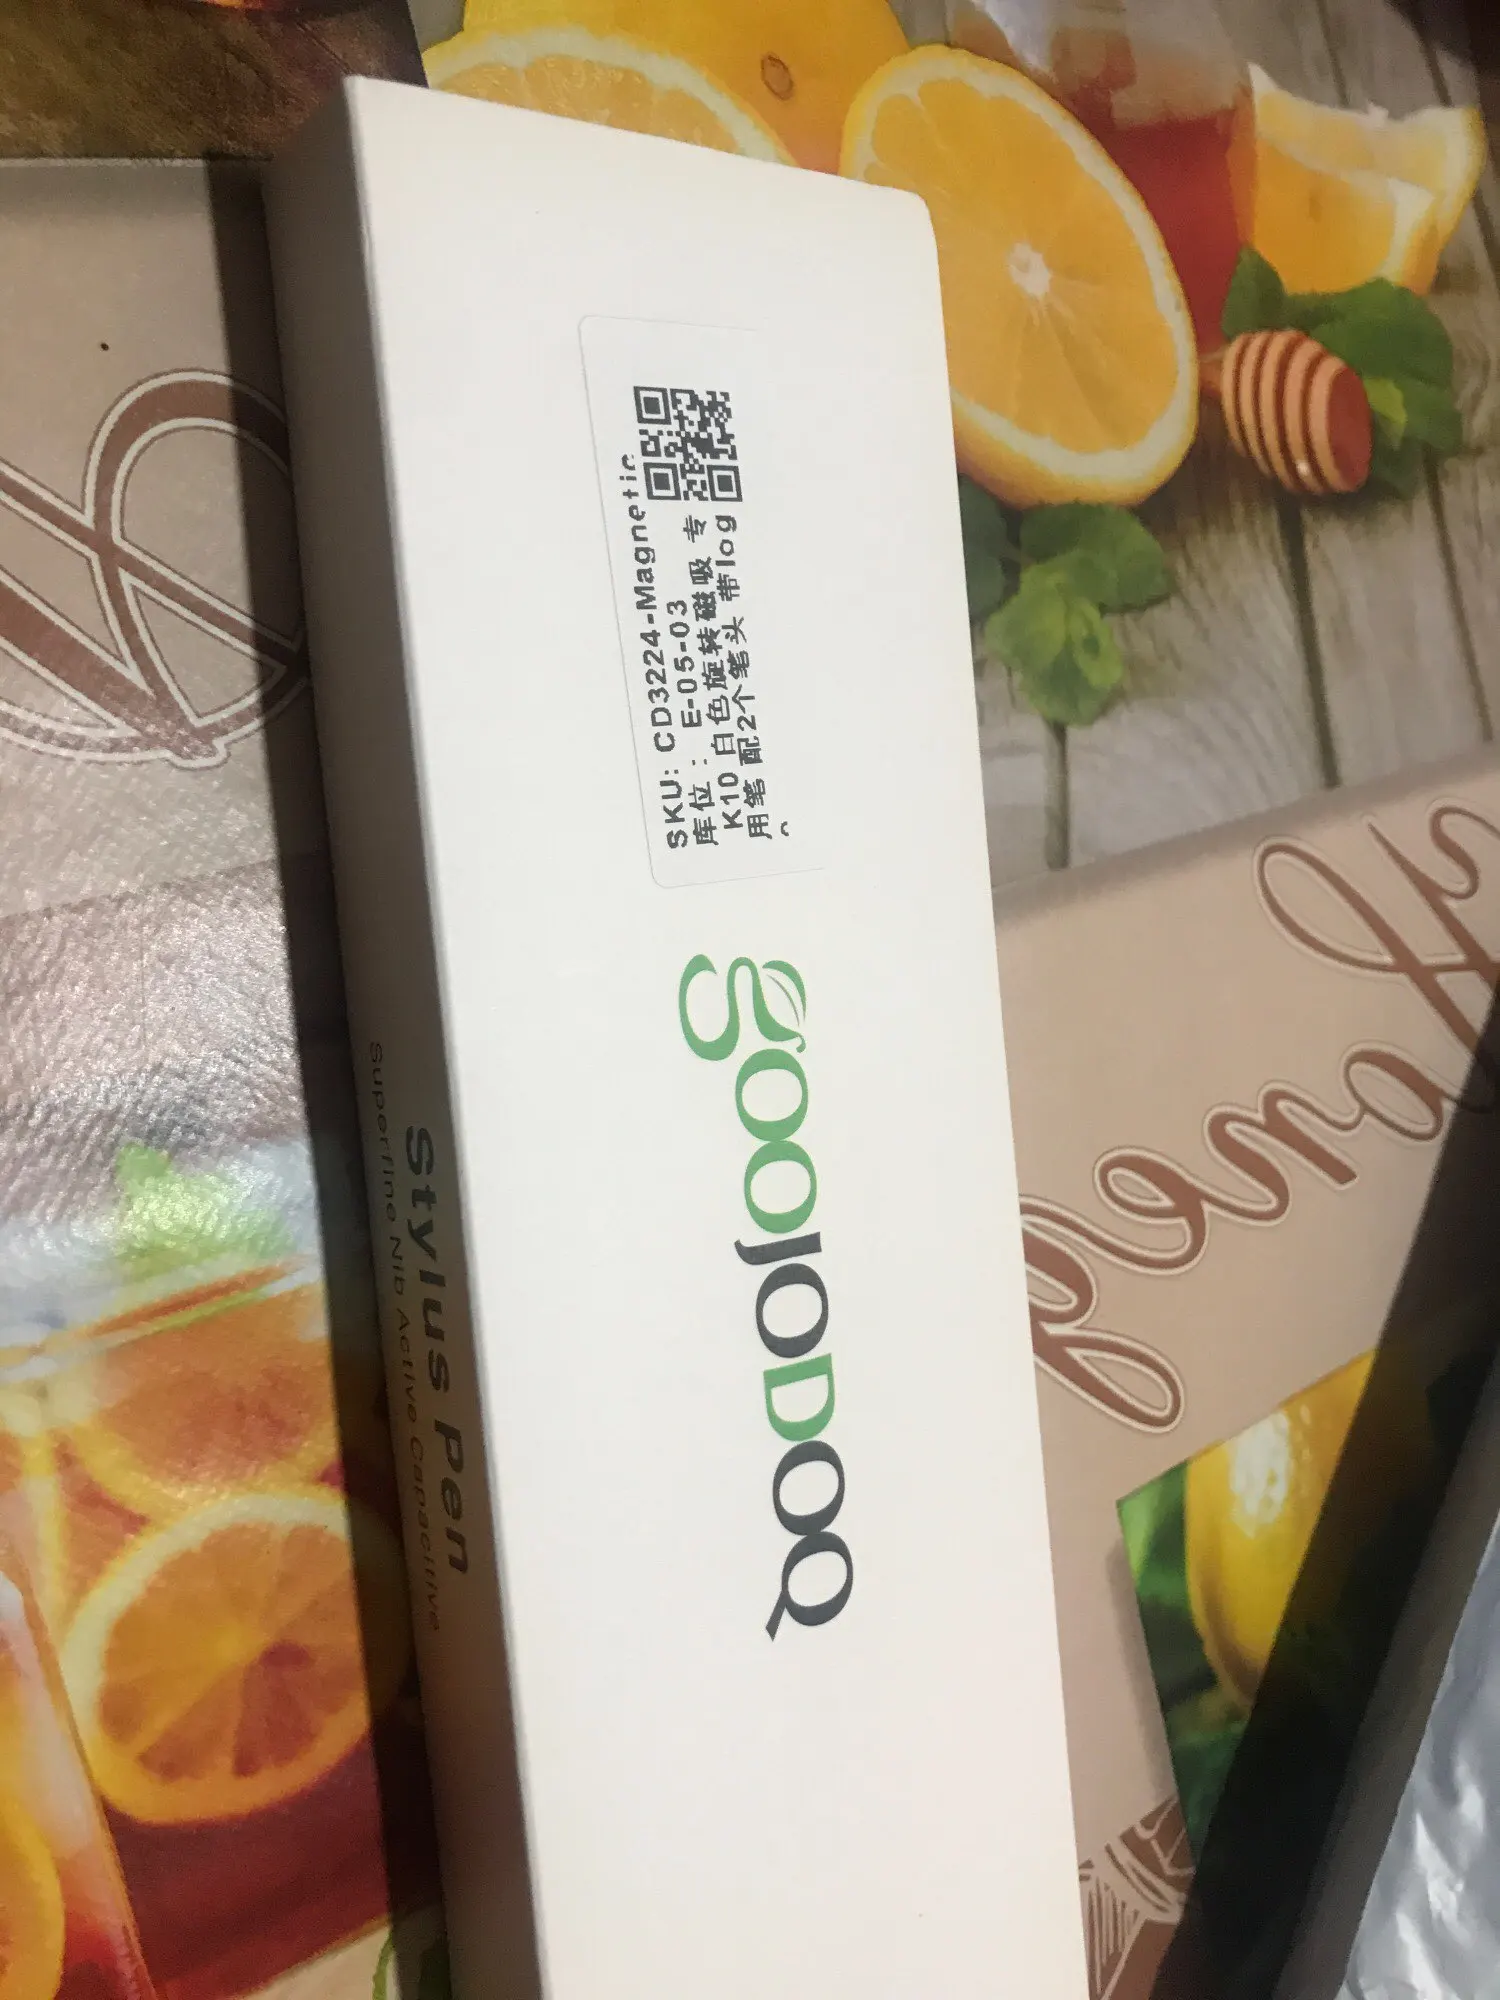 SKU: CD3224-Magnetic
库位: E-05-03
K10 白色旋转磁吸 专
用笔 配2个笔头 带log
goojodoq
Stylus Pen
Superfine Nib Active Capacitive